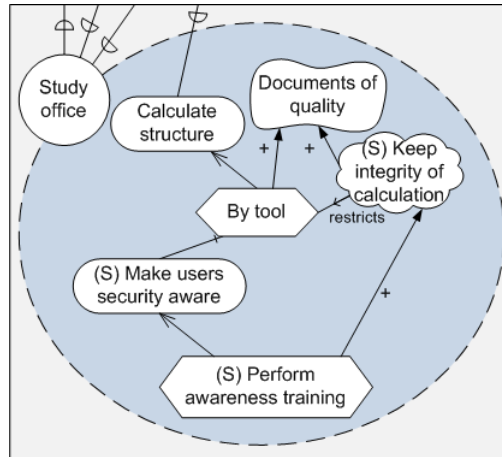 Study
office
Calculate
structure
Documents of
quality
+
+
(S) Keep
integrity of
calculation
By tool
restricts
(S) Make users
security aware
+
(S) Perform
awareness training